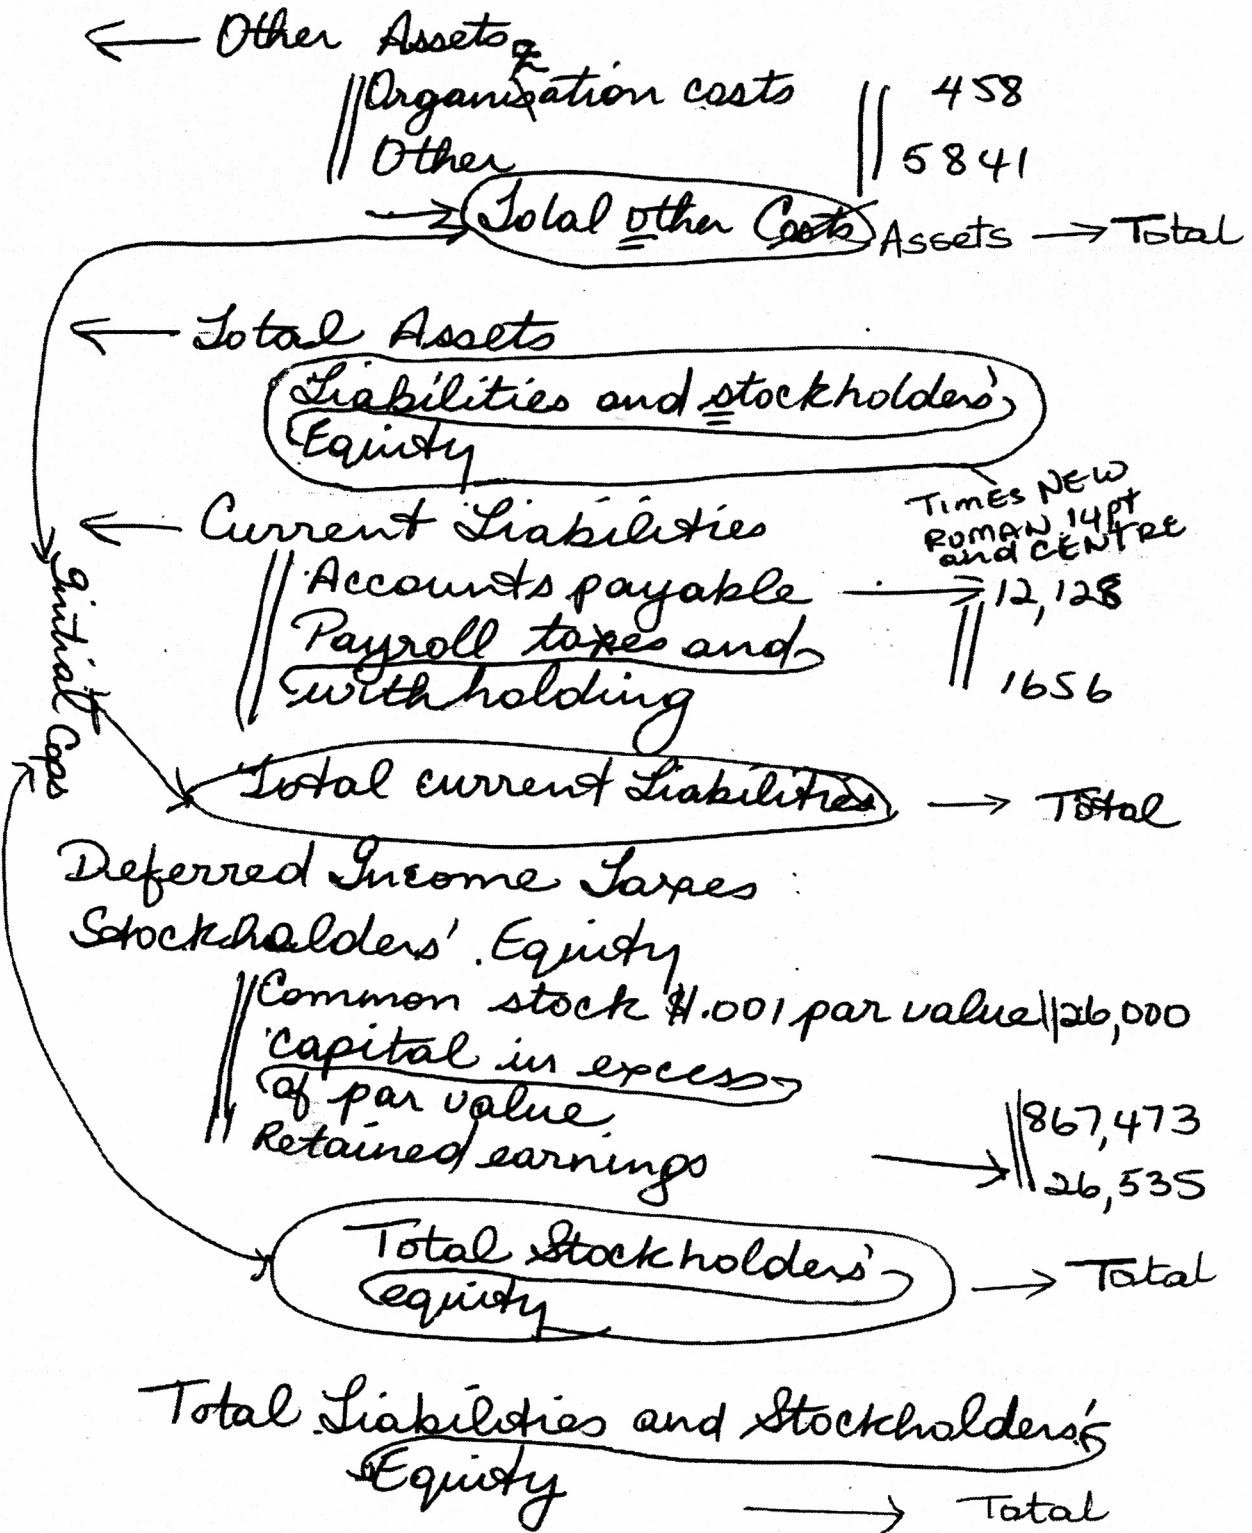 Other Assets
Organisation costs 458
z
Other 5841
Total other Costs Assets → Total
Total Assets
Liabilities and stockholders'
Equity
TIMES NEW
ROMAN 14pt
and CENTRE
Current Liabilities
Accounts payable → 12,128
Payroll taxes and
withholding 1656
Initial Caps
Total current Liabilities → Total
Deferred Income Taxes
Stockholders' Equity
Common stock $.001 par value 26,000
capital in excess
of par value 867,473
Retained earnings → 26,535
Total Stockholders'
equity → Total
Total Liabilities and Stockholders'
Equity
→ Total